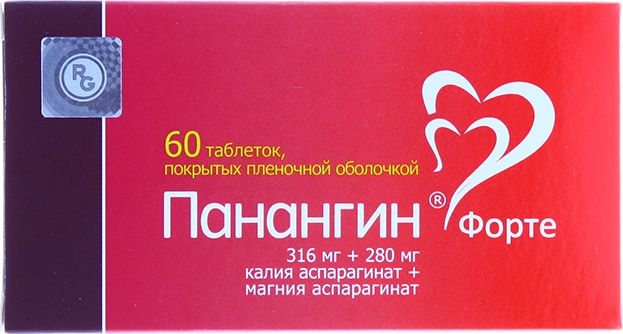 RG
60 таблеток,
покрытых пленочной оболочкой
Панангин® Форте
316 мг + 280 мг
калия аспарагинат +
магния аспарагинат